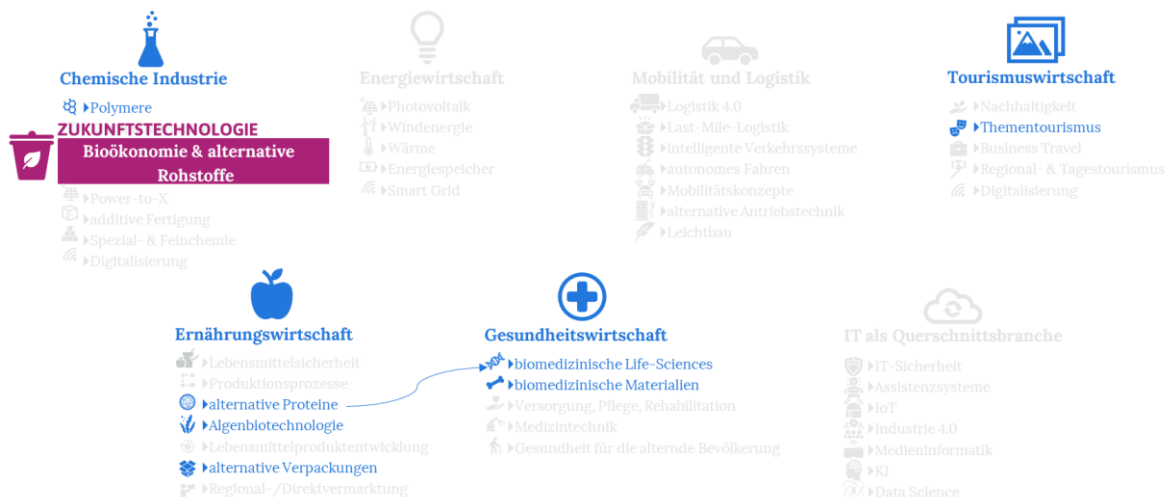 Chemische Industrie
Polymere
ZUKUNFTSTECHNOLOGIE
Bioökonomie & alternative
Rohstoffe
Power-to-X
additive Fertigung
Spezial- & Feinchemie
Digitalisierung
Energiewirtschaft
Photovoltaik
Windenergie
Wärme
Energiespeicher
Smart Grid
Mobilität und Logistik
Logistik 4.0
Last-Mile-Logistik
intelligente Verkehrssysteme
autonomes Fahren
Mobilitätskonzepte
alternative Antriebstechnik
Leichtbau
Tourismuswirtschaft
Nachhaltigkeit
Thementourismus
Business Travel
Regional- & Tagestourismus
Digitalisierung
Ernährungswirtschaft
Lebensmittelsicherheit
Produktionsprozesse
alternative Proteine
Algenbiotechnologie
Lebensmittelproduktentwicklung
alternative Verpackungen
Regional-/Direktvermarktung
Gesundheitswirtschaft
biomedizinische Life-Sciences
biomedizinische Materialien
Versorgung, Pflege, Rehabilitation
Medizintechnik
Gesundheit für die alternde Bevölkerung
IT als Querschnittsbranche
IT-Sicherheit
Assistenzsysteme
IoT
Industrie 4.0
Medieninformatik
KI
Data Science